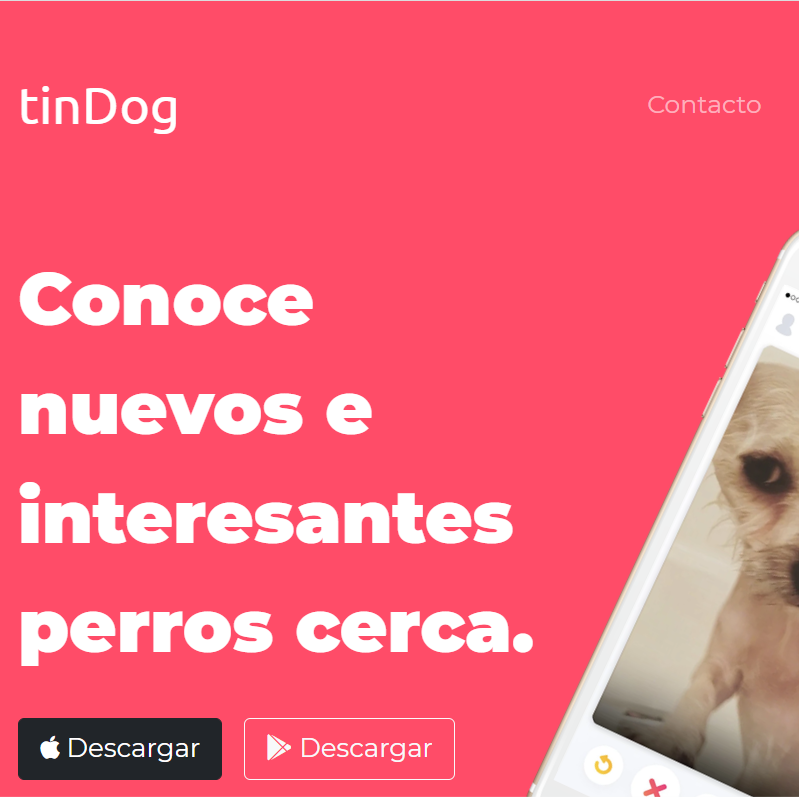 tinDog
Contacto
Conoce
nuevos e
interesantes
perros cerca.
Descargar
Descargar